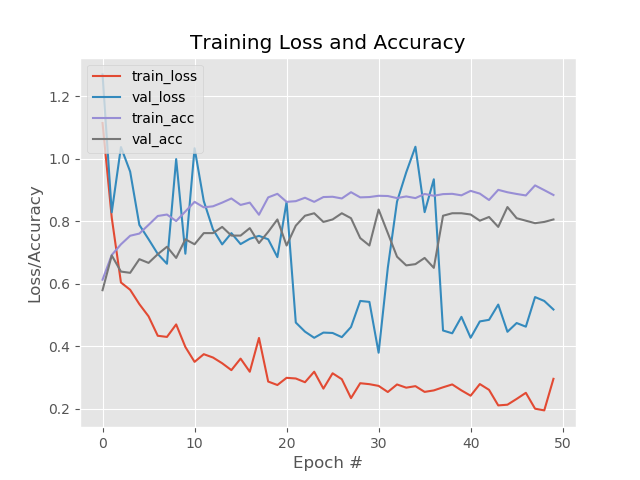 Training Loss and Accuracy
train_loss
val_loss
train_acc
val_acc
1.2
1.0
0.8
0.6
0.4
0.2
Loss/Accuracy
0 10 20 30 40 50
Epoch #